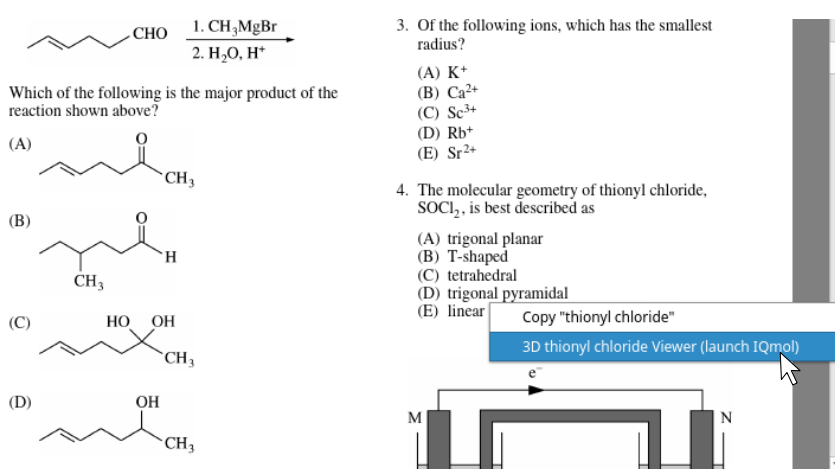 CHO
1. CH₃MgBr
2. H₂O, H⁺
Which of the following is the major product of the
reaction shown above?
(A)
O
CH₃
(B)
O
H
CH₃
(C)
HO OH
CH₃
(D)
OH
CH₃
3. Of the following ions, which has the smallest
radius?
(A) K⁺
(B) Ca²⁺
(C) Sc³⁺
(D) Rb⁺
(E) Sr²⁺
4. The molecular geometry of thionyl chloride,
SOCl₂, is best described as
(A) trigonal planar
(B) T-shaped
(C) tetrahedral
(D) trigonal pyramidal
(E) linear
Copy "thionyl chloride"
3D thionyl chloride Viewer (launch IQmol)
e⁻
M
N